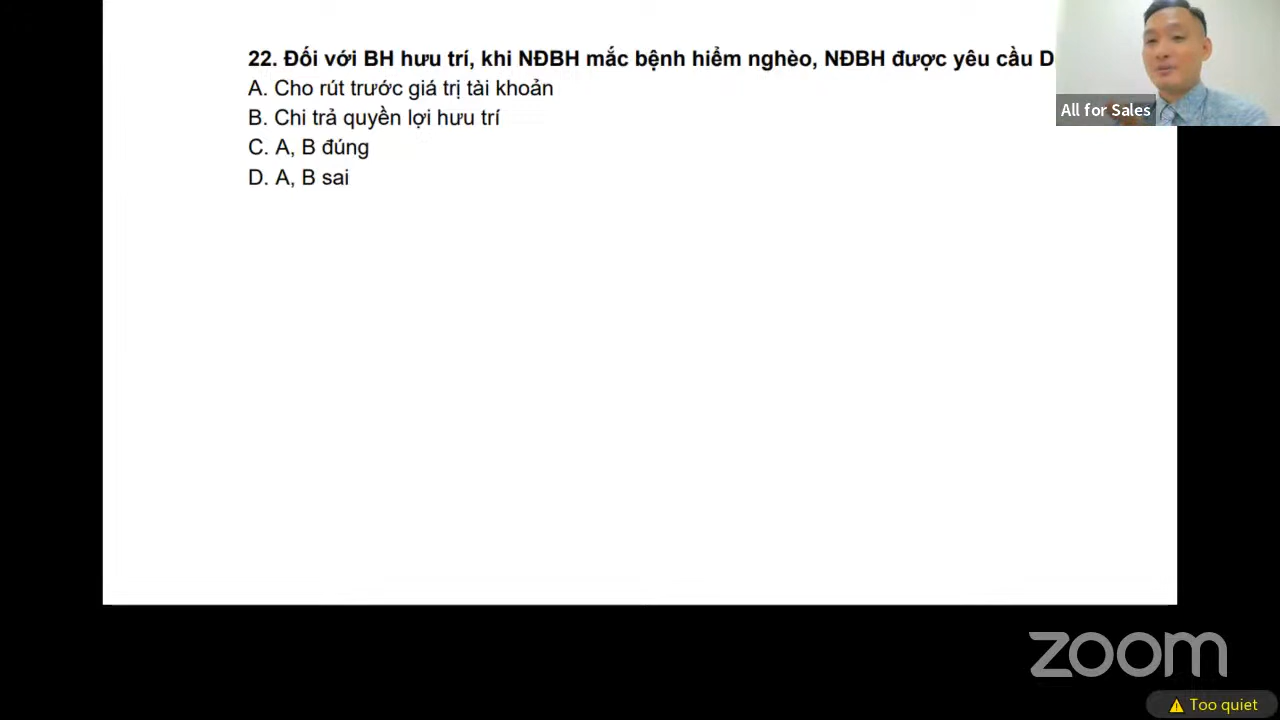 22. Đối với BH hưu trí, khi NĐBH mắc bệnh hiểm nghèo, NĐBH được yêu cầu D
A. Cho rút trước giá trị tài khoản
B. Chi trả quyền lợi hưu trí
C. A, B đúng
D. A, B sai
All for Sales
zoom
Too quiet